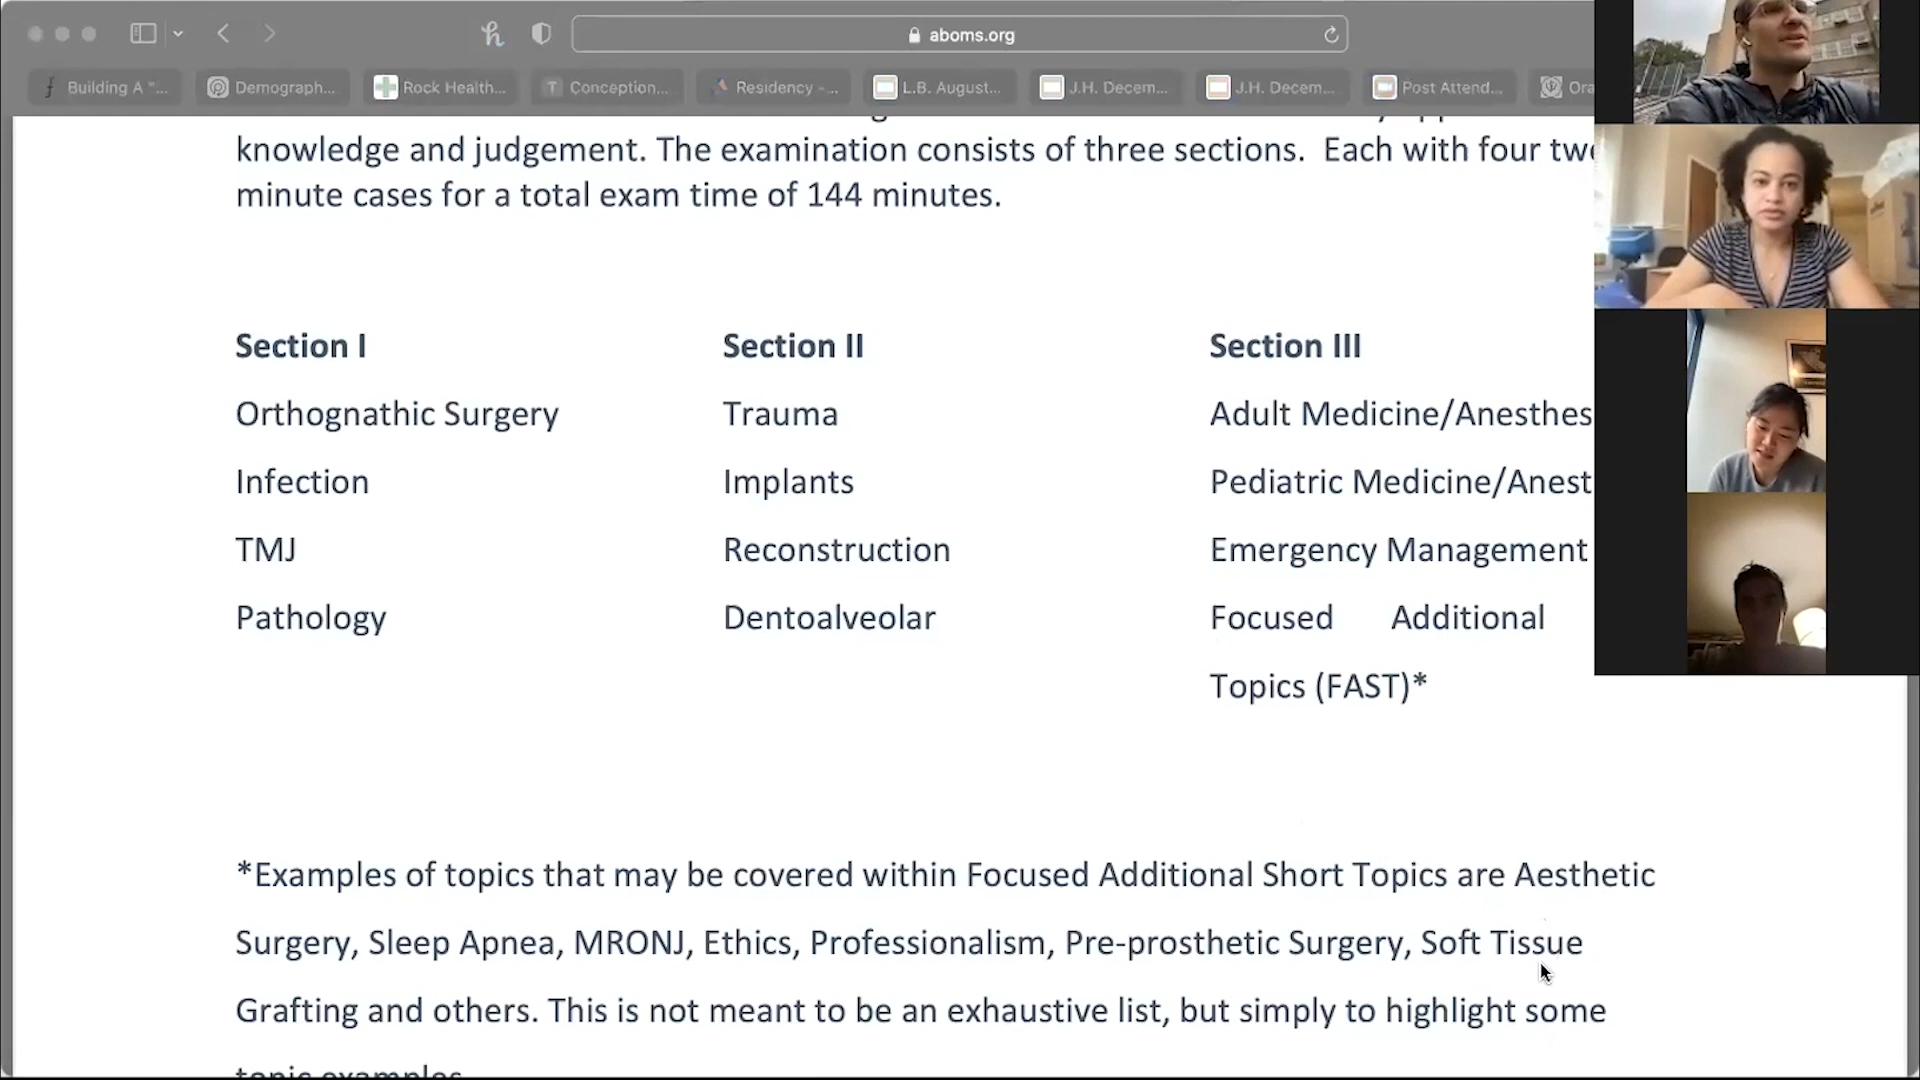 aboms.org
Building A "...
Demograph...
Rock Health...
Conception...
Residency -...
L.B. August...
J.H. Decem...
J.H. Decem...
Post Attend...
Ora
knowledge and judgement. The examination consists of three sections. Each with four
minute cases for a total exam time of 144 minutes.
Section I Section II Section III
Orthognathic Surgery Trauma Adult Medicine/Anesthes
Infection Implants Pediatric Medicine/Anest
TMJ Reconstruction Emergency Management
Pathology Dentoalveolar Focused Additional
Topics (FAST)*
*Examples of topics that may be covered within Focused Additional Short Topics are Aesthetic
Surgery, Sleep Apnea, MRONJ, Ethics, Professionalism, Pre-prosthetic Surgery, Soft Tissue
Grafting and others. This is not meant to be an exhaustive list, but simply to highlight some
topic examples.